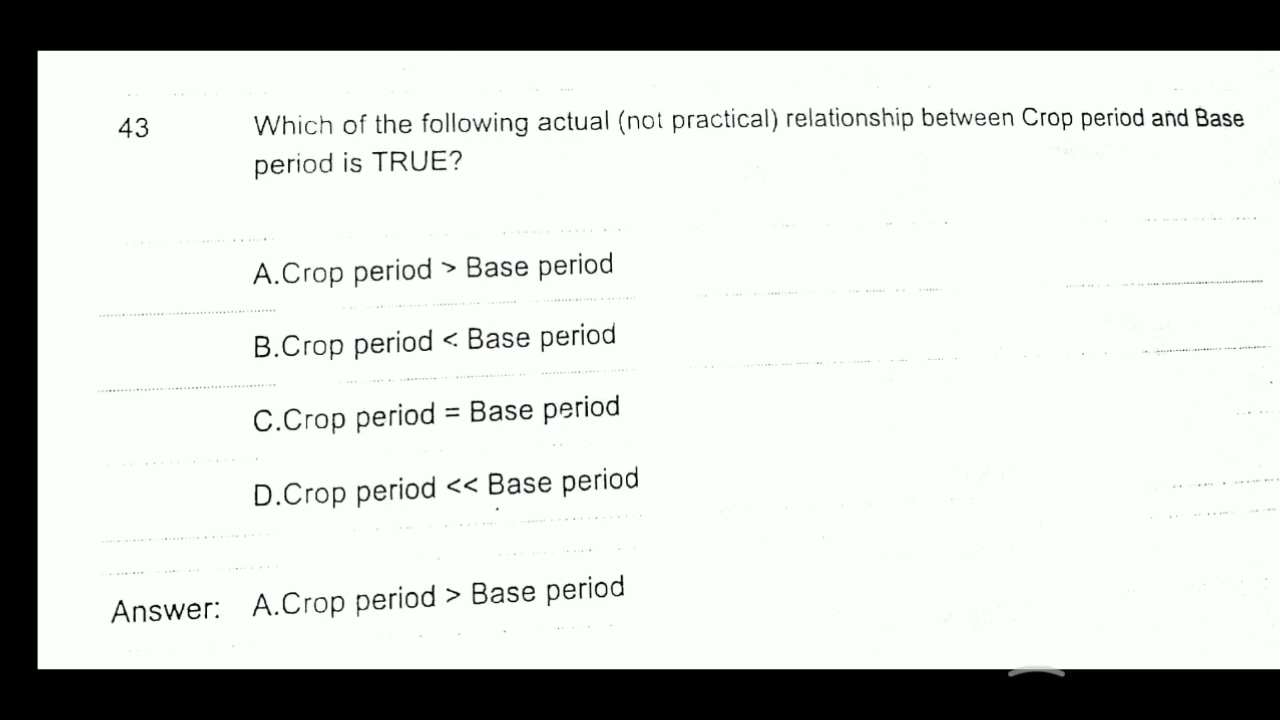 43 Which of the following actual (not practical) relationship between Crop period and Base
period is TRUE?
A.Crop period > Base period
B.Crop period < Base period
C.Crop period = Base period
D.Crop period << Base period
Answer: A.Crop period > Base period